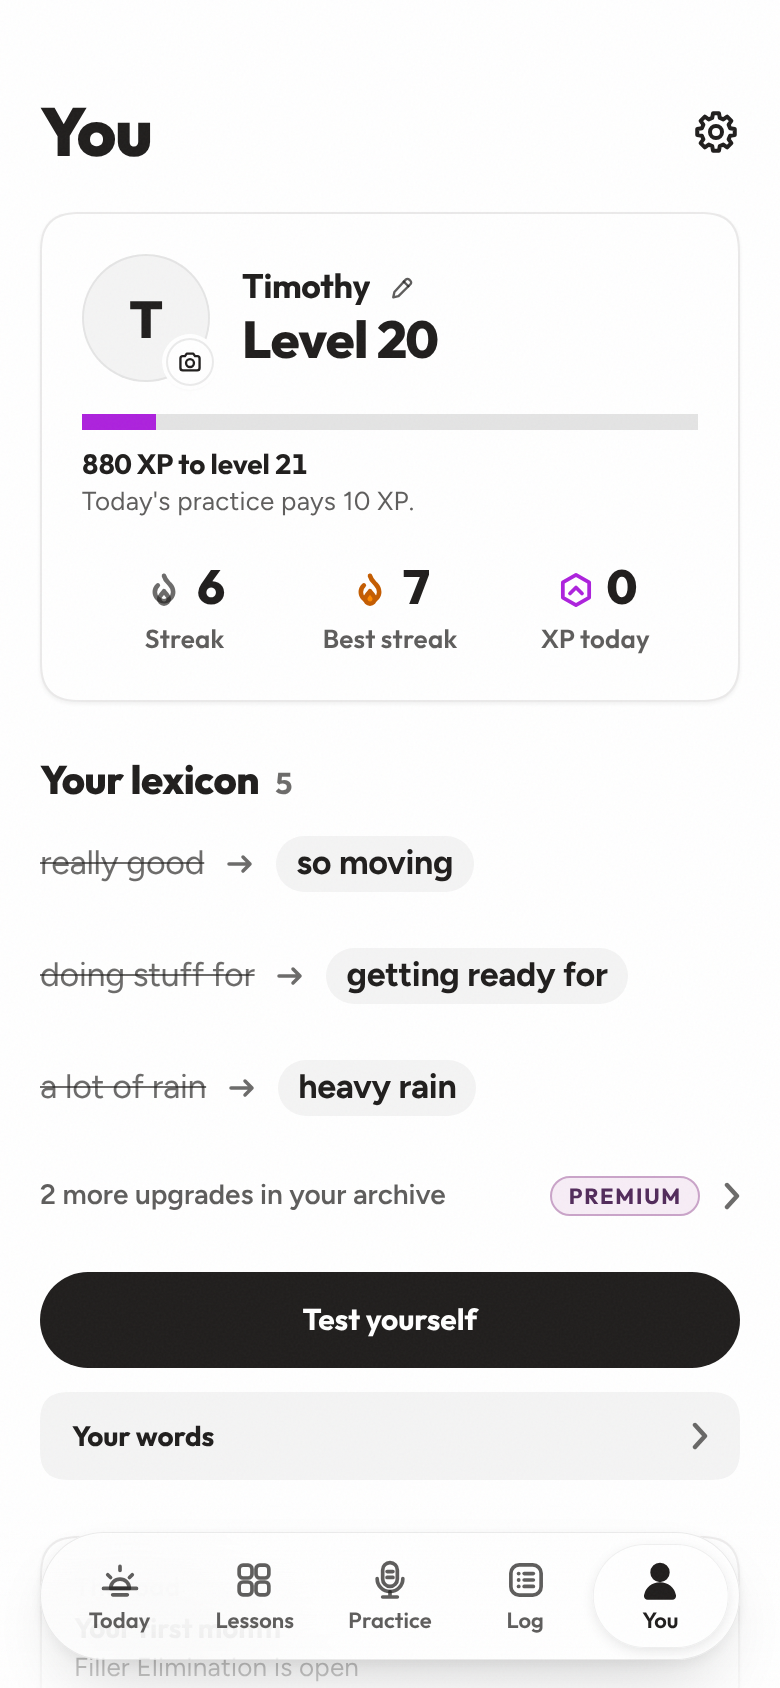 You
T
Timothy
Level 20
880 XP to level 21
Today's practice pays 10 XP.
6
Streak
7
Best streak
0
XP today
Your lexicon 5
really good → so moving
doing stuff for → getting ready for
a lot of rain → heavy rain
2 more upgrades in your archive PREMIUM
Test yourself
Your words
Today
Lessons
Practice
Log
You
Your first month
Filler Elimination is open